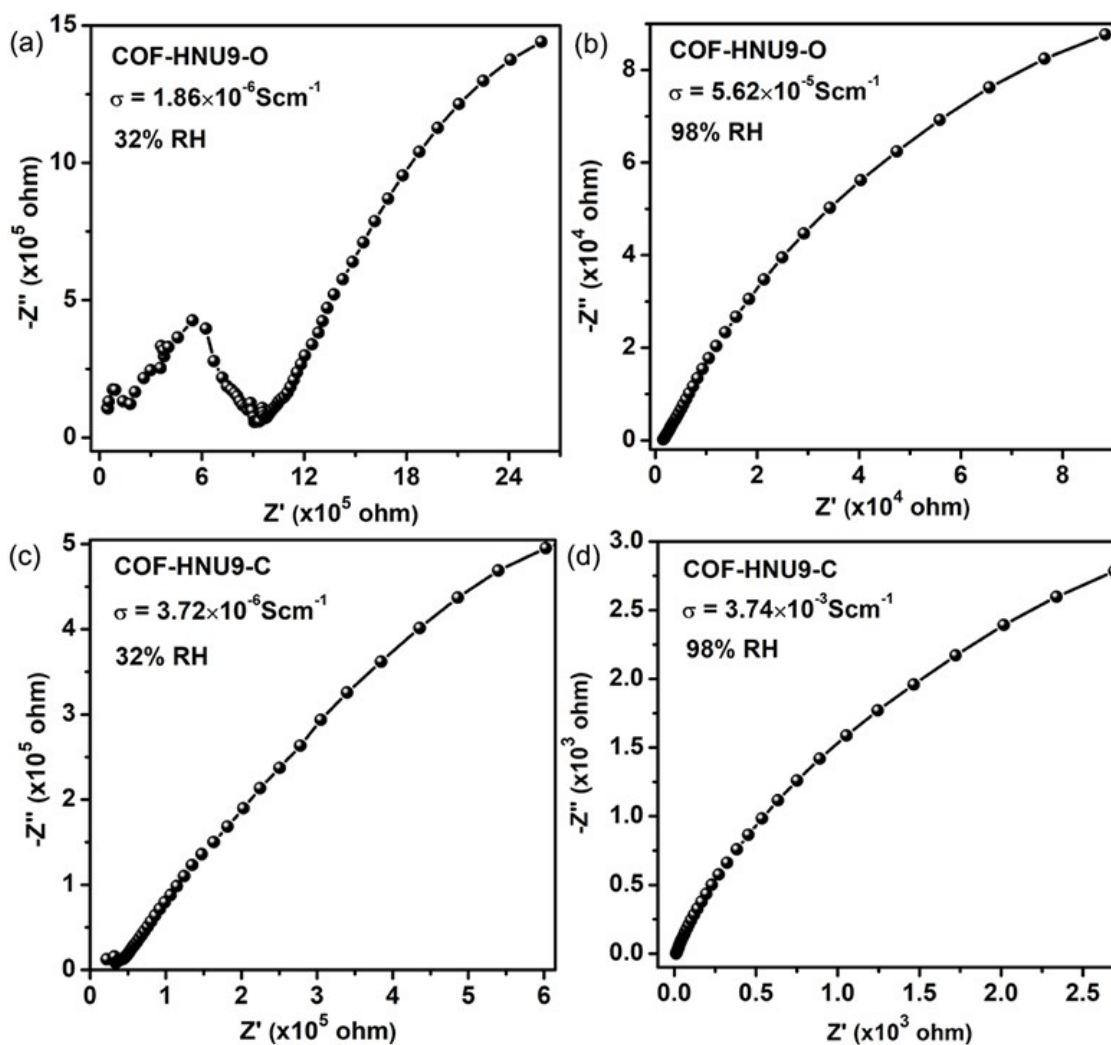 (a)
COF-HNU9-O
σ = 1.86×10⁻⁶Scm⁻¹
32% RH
15
10
5
0
-Z'' (x10⁵ ohm)
0 6 12 18 24
Z' (x10⁵ ohm)
(b)
COF-HNU9-O
σ = 5.62×10⁻⁵Scm⁻¹
98% RH
8
6
4
2
0
-Z'' (x10⁴ ohm)
0 2 4 6 8
Z' (x10⁴ ohm)
(c)
COF-HNU9-C
σ = 3.72×10⁻⁶Scm⁻¹
32% RH
5
4
3
2
1
0
-Z'' (x10⁵ ohm)
0 1 2 3 4 5 6
Z' (x10⁵ ohm)
(d)
COF-HNU9-C
σ = 3.74×10⁻³Scm⁻¹
98% RH
3.0
2.5
2.0
1.5
1.0
0.5
0.0
-Z'' (x10³ ohm)
0.0 0.5 1.0 1.5 2.0 2.5
Z' (x10³ ohm)